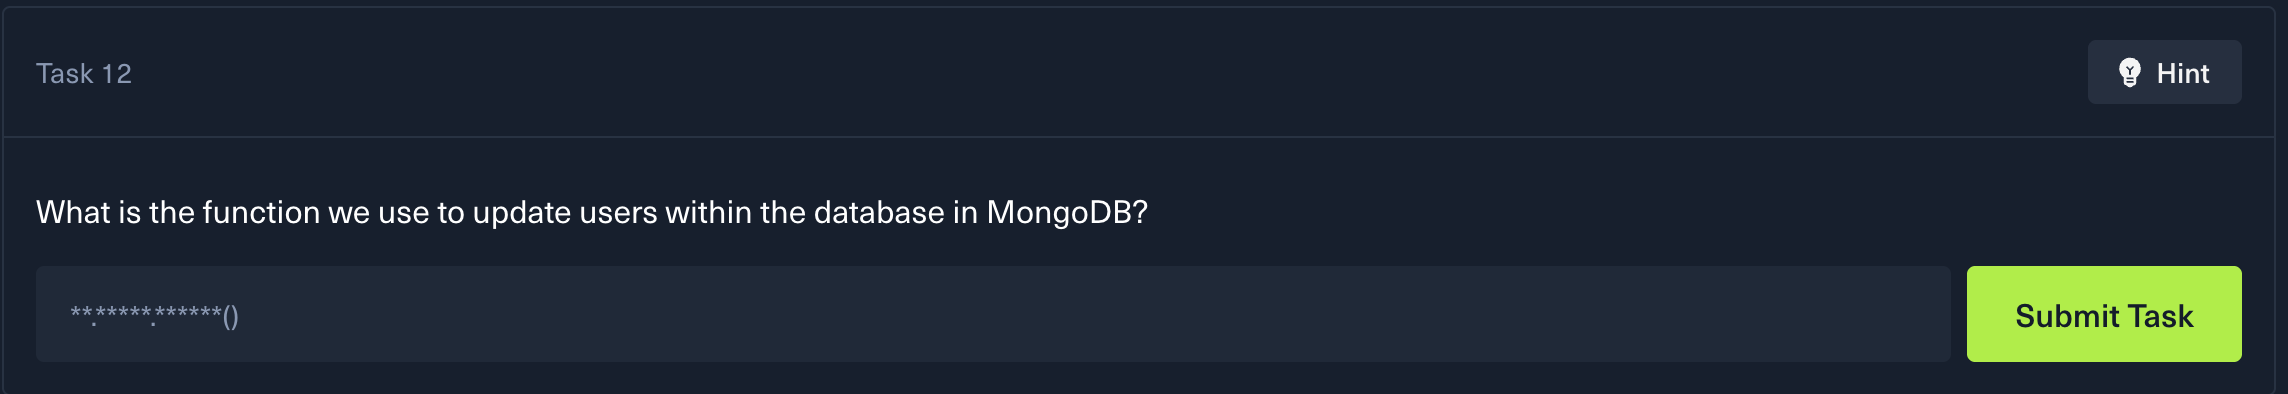 Task 12
Hint
What is the function we use to update users within the database in MongoDB?
**.*****.******()
Submit Task